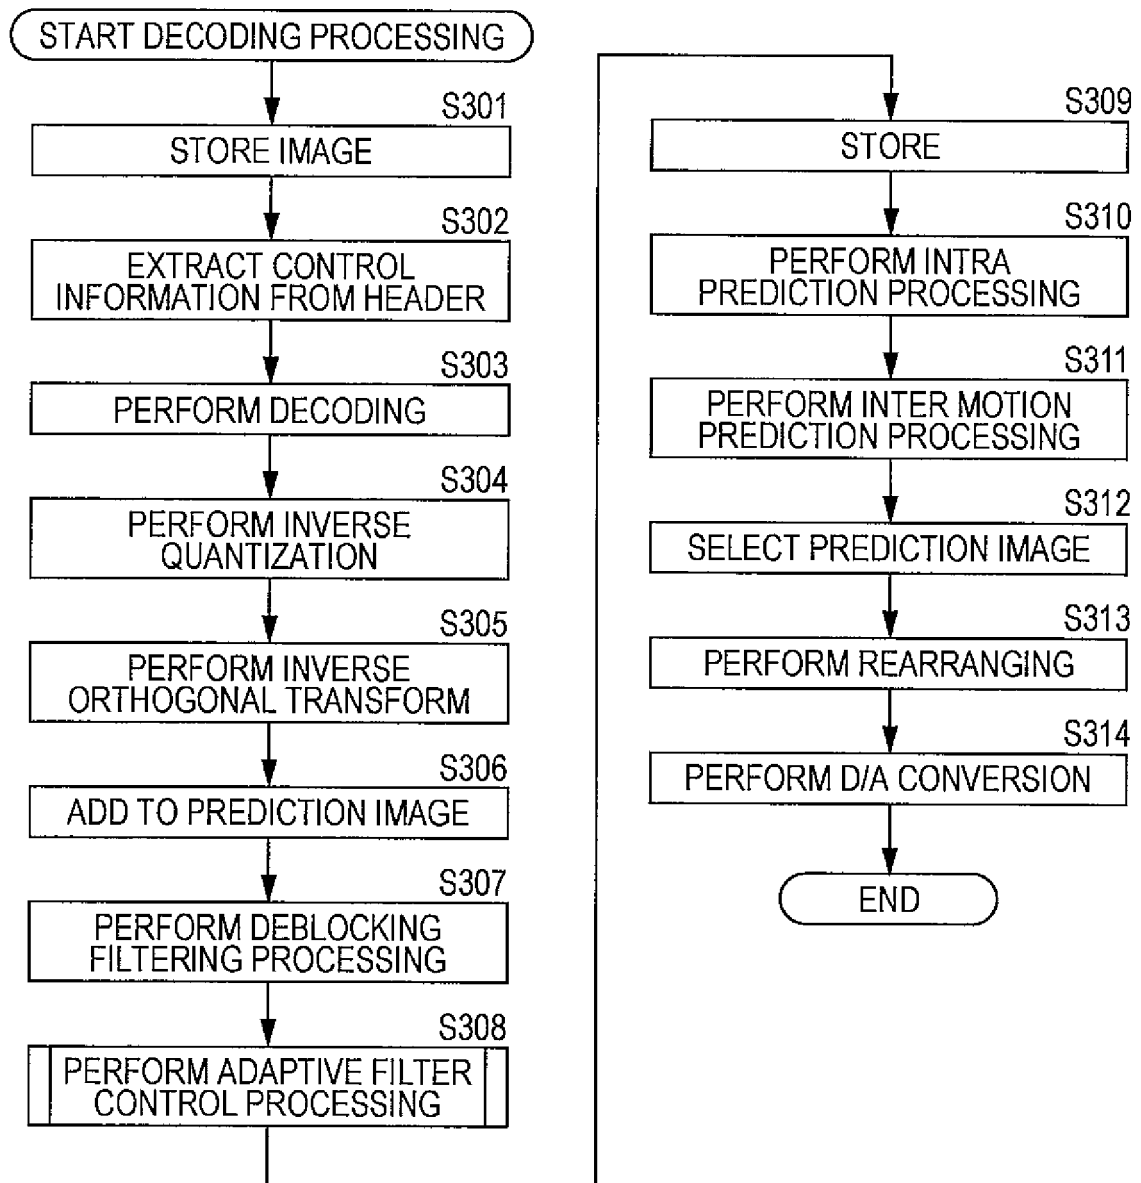 START DECODING PROCESSING
S301
STORE IMAGE
S302
EXTRACT CONTROL
INFORMATION FROM HEADER
S303
PERFORM DECODING
S304
PERFORM INVERSE
QUANTIZATION
S305
PERFORM INVERSE
ORTHOGONAL TRANSFORM
S306
ADD TO PREDICTION IMAGE
S307
PERFORM DEBLOCKING
FILTERING PROCESSING
S308
PERFORM ADAPTIVE FILTER
CONTROL PROCESSING
S309
STORE
S310
PERFORM INTRA
PREDICTION PROCESSING
S311
PERFORM INTER MOTION
PREDICTION PROCESSING
S312
SELECT PREDICTION IMAGE
S313
PERFORM REARRANGING
S314
PERFORM D/A CONVERSION
END